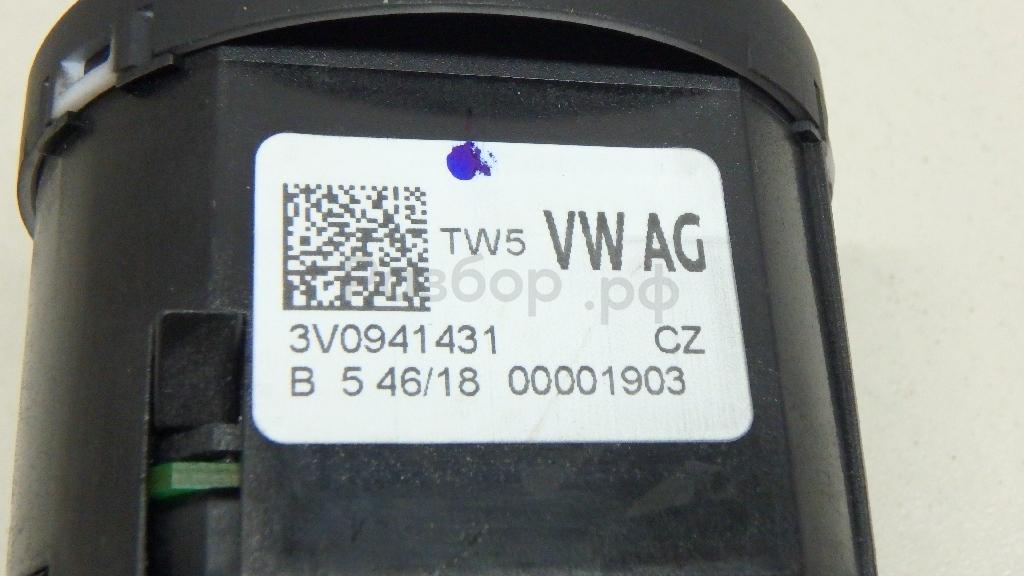 TW5 VW AG
Разбор.рф
3V0941431 CZ
B 5 46/18 00001903